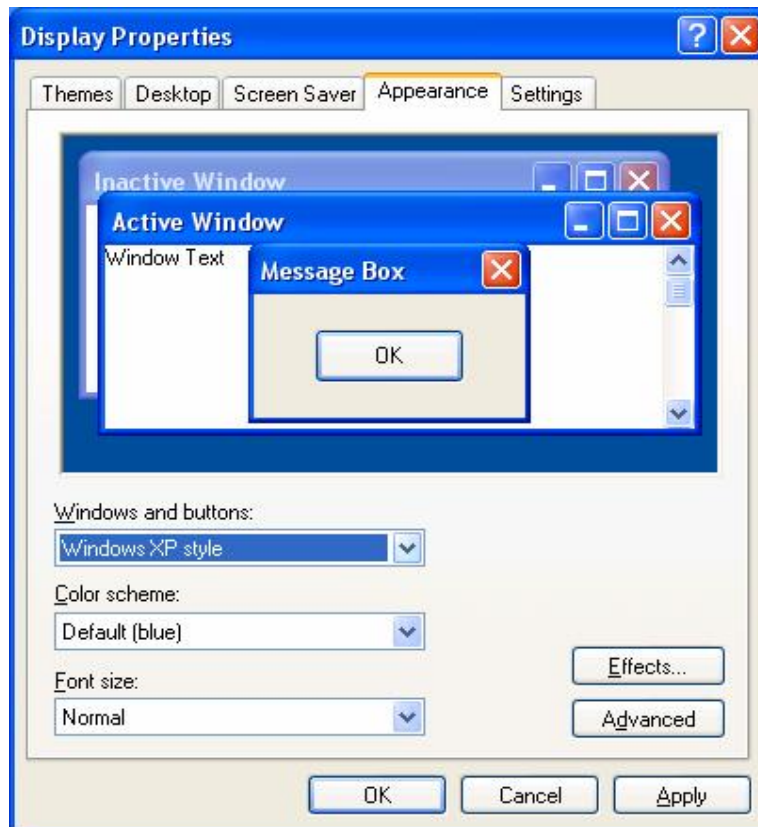 Display Properties
Themes Desktop Screen Saver Appearance Settings
Inactive Window
Active Window
Window Text
Message Box
OK
Windows and buttons:
Windows XP style
Color scheme:
Default (blue)
Effects...
Font size:
Normal
Advanced
OK Cancel Apply